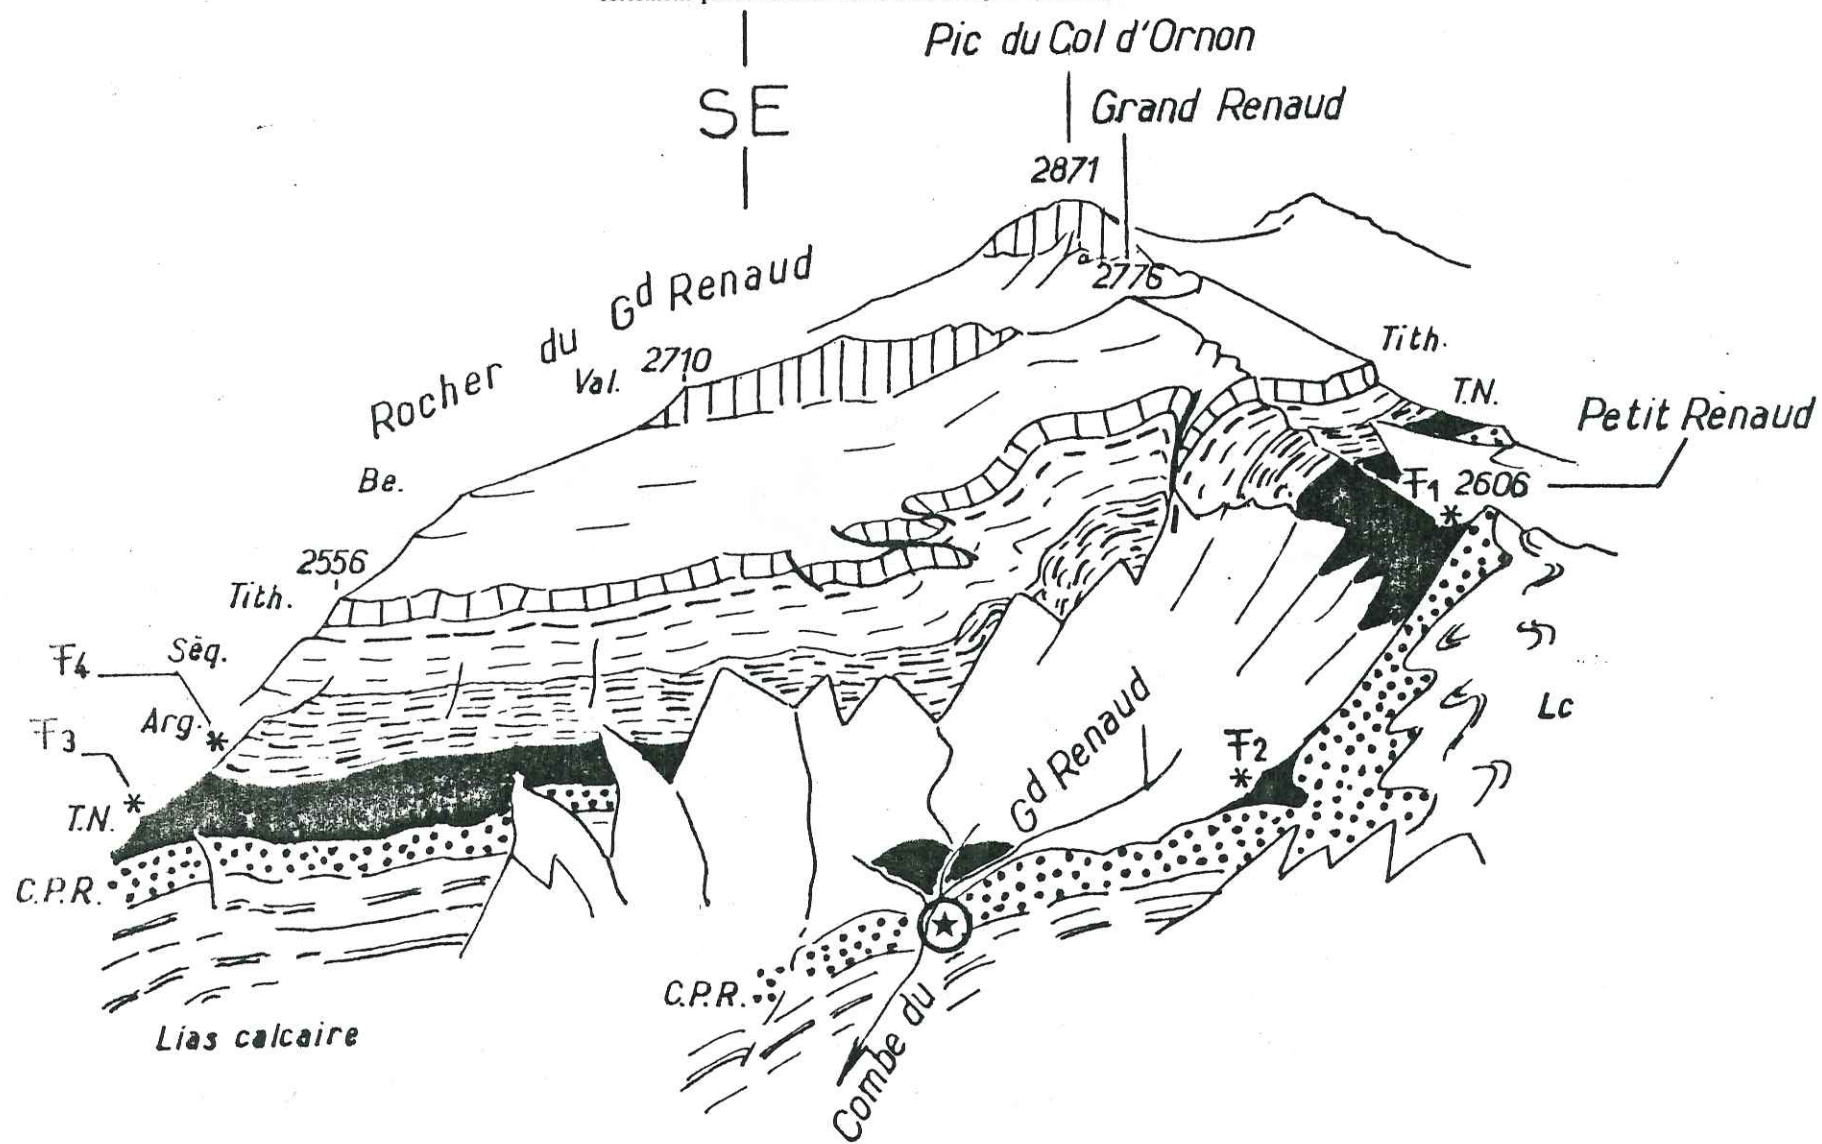 Pic du Col d'Ornon
SE
Grand Renaud
2871
Rocher du Gd Renaud
2776
Val. 2710
Tith.
T.N.
Petit Renaud
Be.
F1 2606
2556
Tith.
Séq.
F4
Arg.
F3
T.N.
C.P.R.
Lc
F2
Combe du Gd Renaud
C.P.R.
Lias calcaire